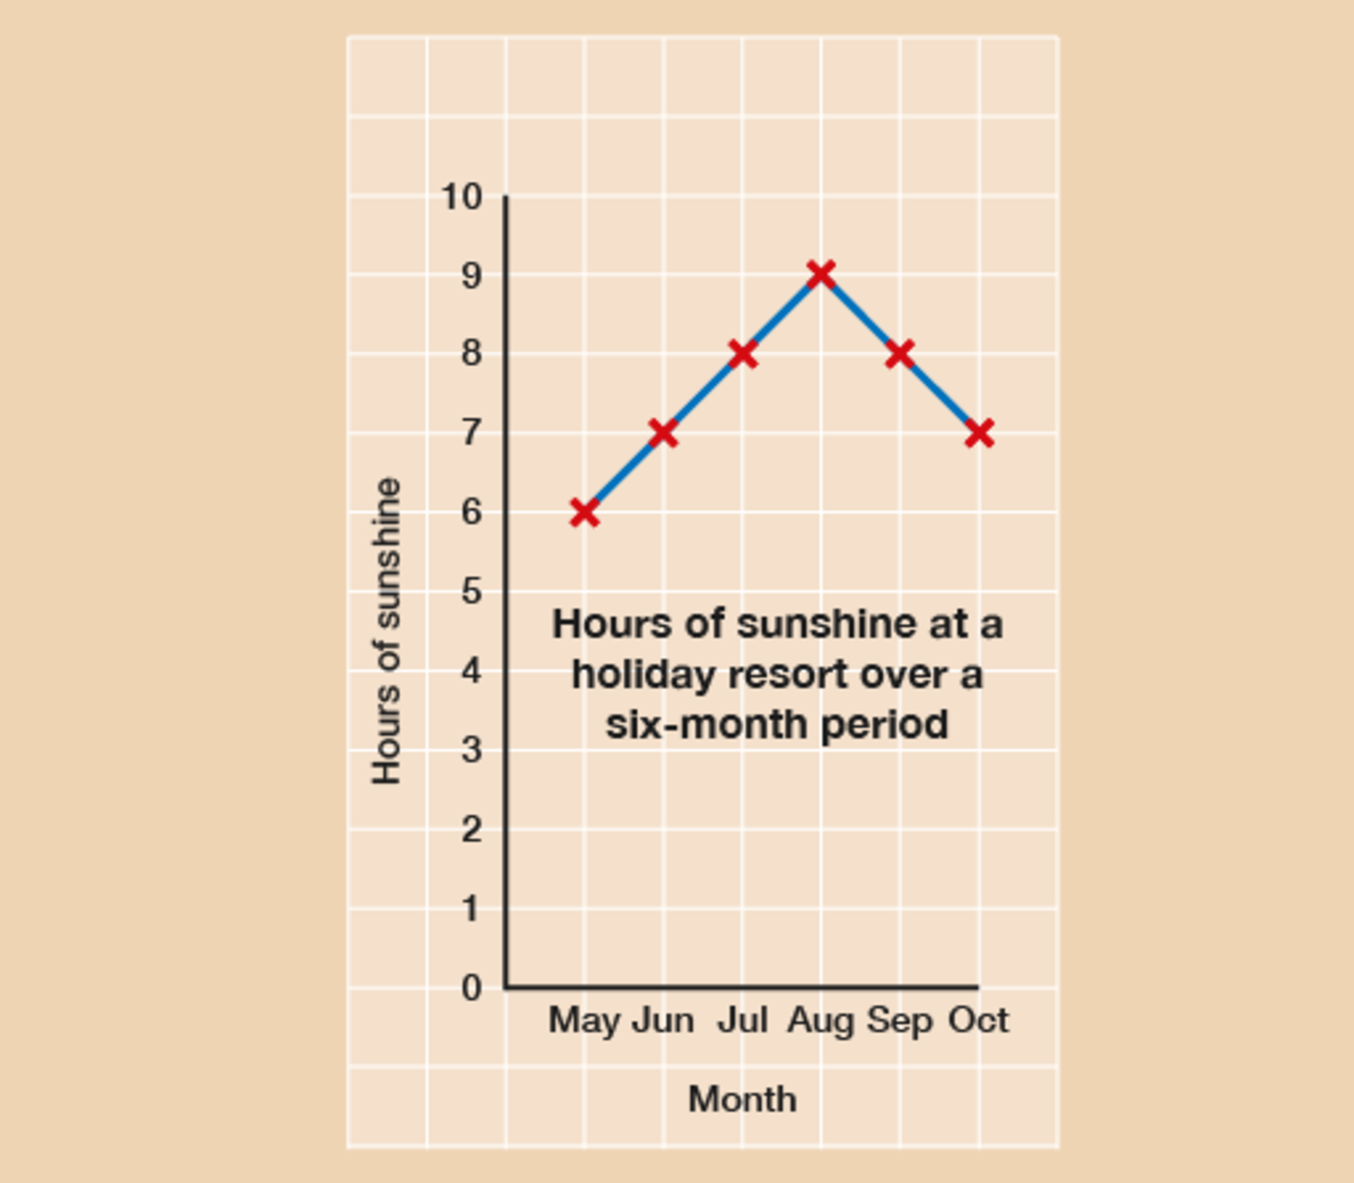 10
9
8
7
6
5
4
3
2
1
0
Hours of sunshine
Hours of sunshine at a
holiday resort over a
six-month period
May Jun Jul Aug Sep Oct
Month